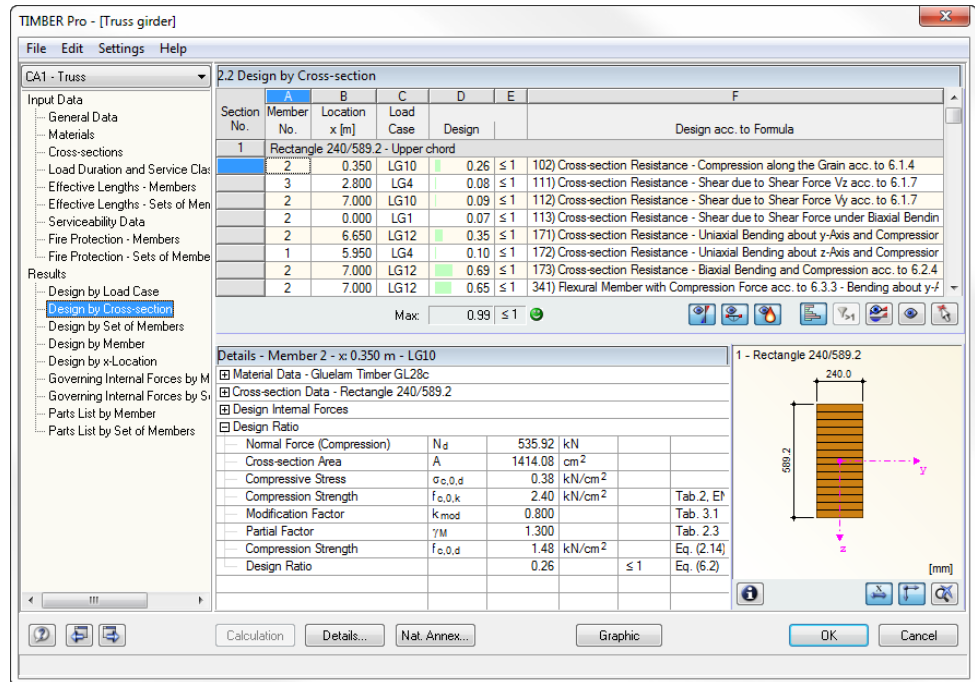 TIMBER Pro - [Truss girder]
File Edit Settings Help
CA1 - Truss
Input Data
General Data
Materials
Cross-sections
Load Duration and Service Clas
Effective Lengths - Members
Effective Lengths - Sets of Men
Serviceability Data
Fire Protection - Members
Fire Protection - Sets of Membe
Results
Design by Load Case
Design by Cross-section
Design by Set of Members
Design by Member
Design by x-Location
Governing Internal Forces by M
Governing Internal Forces by S
Parts List by Member
Parts List by Set of Members
2.2 Design by Cross-section
A B C D E F
Section Member Location Load
No. No. x [m] Case Design Design acc. to Formula
1 Rectangle 240/589.2 - Upper chord
2 0.350 LG10 0.26 ≤ 1 102) Cross-section Resistance - Compression along the Grain acc. to 6.1.4
3 2.800 LG4 0.08 ≤ 1 111) Cross-section Resistance - Shear due to Shear Force Vz acc. to 6.1.7
7 7.000 LG10 0.09 ≤ 1 112) Cross-section Resistance - Shear due to Shear Force Vy acc. to 6.1.7
2 0.000 LG1 0.07 ≤ 1 113) Cross-section Resistance - Shear due to Shear Force under Biaxial Bendin
2 6.650 LG12 0.35 ≤ 1 171) Cross-section Resistance - Uniaxial Bending about y-Axis and Compression
1 5.950 LG4 0.10 ≤ 1 172) Cross-section Resistance - Uniaxial Bending about z-Axis and Compression
2 7.000 LG12 0.69 ≤ 1 173) Cross-section Resistance - Biaxial Bending and Compression acc. to 6.2.4
2 7.000 LG12 0.65 ≤ 1 341) Flexural Member with Compression Force acc. to 6.3.3 - Bending about y-A
Max: 0.99 ≤ 1
Details - Member 2 - x: 0.350 m - LG10
Material Data - Gluelam Timber GL28c
Cross-section Data - Rectangle 240/589.2
Design Internal Forces
Design Ratio
Normal Force (Compression) Nd 535.92 kN
Cross-section Area A 1414.08 cm2
Compressive Stress σc,0,d 0.38 kN/cm2
Compression Strength fc,0,k 2.40 kN/cm2 Tab.2, EN
Modification Factor kmod 0.800 Tab. 3.1
Partial Factor γM 1.300 Tab. 2.3
Compression Strength fc,0,d 1.48 kN/cm2 Eq. (2.14)
Design Ratio 0.26 ≤ 1 Eq. (6.2)
1 - Rectangle 240/589.2
240.0
589.2
y
z
[mm]
Calculation Details... Nat. Annex... Graphic OK Cancel